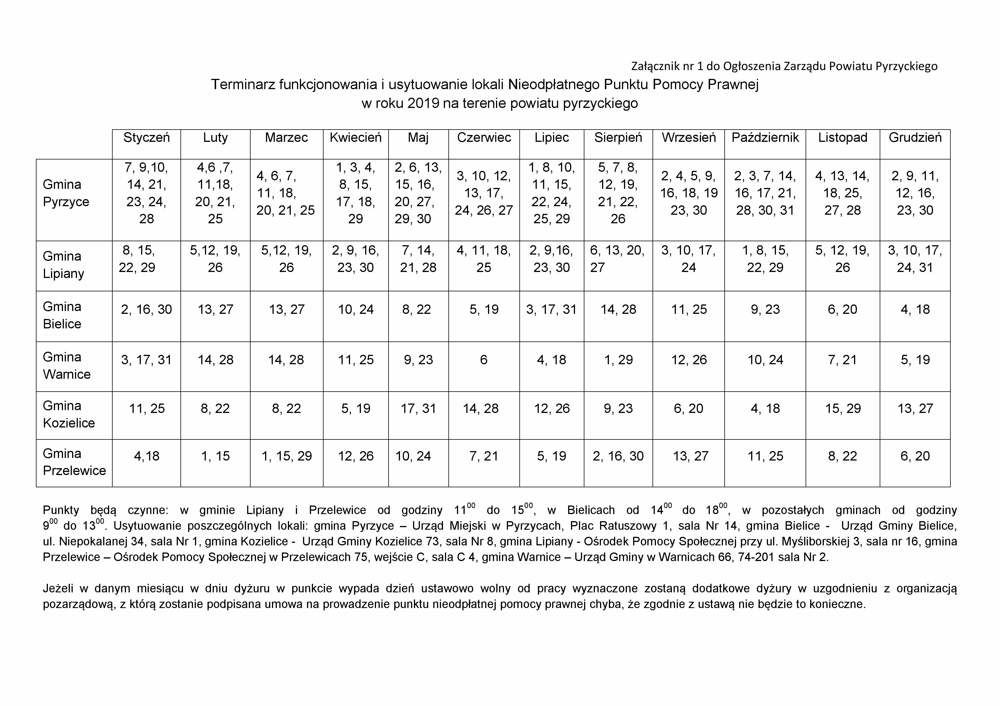 Załącznik nr 1 do Ogłoszenia Zarządu Powiatu Pyrzyckiego
Terminarz funkcjonowania i usytuowanie lokali Nieodpłatnego Punktu Pomocy Prawnej
w roku 2019 na terenie powiatu pyrzyckiego
Styczeń Luty Marzec Kwiecień Maj Czerwiec Lipiec Sierpień Wrzesień Październik Listopad Grudzień
Gmina
Pyrzyce
7, 9,10,
14, 21,
23, 24,
28
4,6 ,7,
11,18,
20, 21,
25
4, 6, 7,
11, 18,
20, 21, 25
1, 3, 4,
8, 15,
17, 18,
29
2, 6, 13,
15, 16,
20, 27,
29, 30
3, 10, 12,
13, 17,
24, 26, 27
1, 8, 10,
11, 15,
22, 24,
25, 29
5, 7, 8,
12, 19,
21, 22,
26
2, 4, 5, 9,
16, 18, 19
23, 30
2, 3, 7, 14,
16, 17, 21,
28, 30, 31
4, 13, 14,
18, 25,
27, 28
2, 9, 11,
12, 16,
23, 30
Gmina
Lipiany
8, 15,
22, 29
5,12, 19,
26
5,12, 19,
26
2, 9, 16,
23, 30
7, 14,
21, 28
4, 11, 18,
25
2, 9,16,
23, 30
6, 13, 20,
27
3, 10, 17,
24
1, 8, 15,
22, 29
5, 12, 19,
26
3, 10, 17,
24, 31
Gmina
Bielice
2, 16, 30
13, 27
13, 27
10, 24
8, 22
5, 19
3, 17, 31
14, 28
11, 25
9, 23
6, 20
4, 18
Gmina
Warnice
3, 17, 31
14, 28
14, 28
11, 25
9, 23
6
4, 18
1, 29
12, 26
10, 24
7, 21
5, 19
Gmina
Kozielice
11, 25
8, 22
8, 22
5, 19
17, 31
14, 28
12, 26
9, 23
6, 20
4, 18
15, 29
13, 27
Gmina
Przelewice
4,18
1, 15
1, 15, 29
12, 26
10, 24
7, 21
5, 19
2, 16, 30
13, 27
11, 25
8, 22
6, 20
Punkty będą czynne: w gminie Lipiany i Przelewice od godziny 11⁰⁰ do 15⁰⁰, w Bielicach od 14⁰⁰ do 18⁰⁰, w pozostałych gminach od godziny
9⁰⁰ do 13⁰⁰. Usytuowanie poszczególnych lokali: gmina Pyrzyce – Urząd Miejski w Pyrzycach, Plac Ratuszowy 1, sala Nr 14, gmina Bielice - Urząd Gminy Bielice,
ul. Niepokalanej 34, sala Nr 1, gmina Kozielice - Urząd Gminy Kozielice 73, sala Nr 8, gmina Lipiany - Ośrodek Pomocy Społecznej przy ul. Myśliborskiej 3, sala nr 16, gmina
Przelewice – Ośrodek Pomocy Społecznej w Przelewicach 75, wejście C, sala C 4, gmina Warnice – Urząd Gminy w Warnicach 66, 74-201 sala Nr 2.
Jeżeli w danym miesiącu w dniu dyżuru w punkcie wypada dzień ustawowo wolny od pracy wyznaczone zostaną dodatkowe dyżury w uzgodnieniu z organizacją
pozarządową, z którą zostanie podpisana umowa na prowadzenie punktu nieodpłatnej pomocy prawnej chyba, że zgodnie z ustawą nie będzie to konieczne.